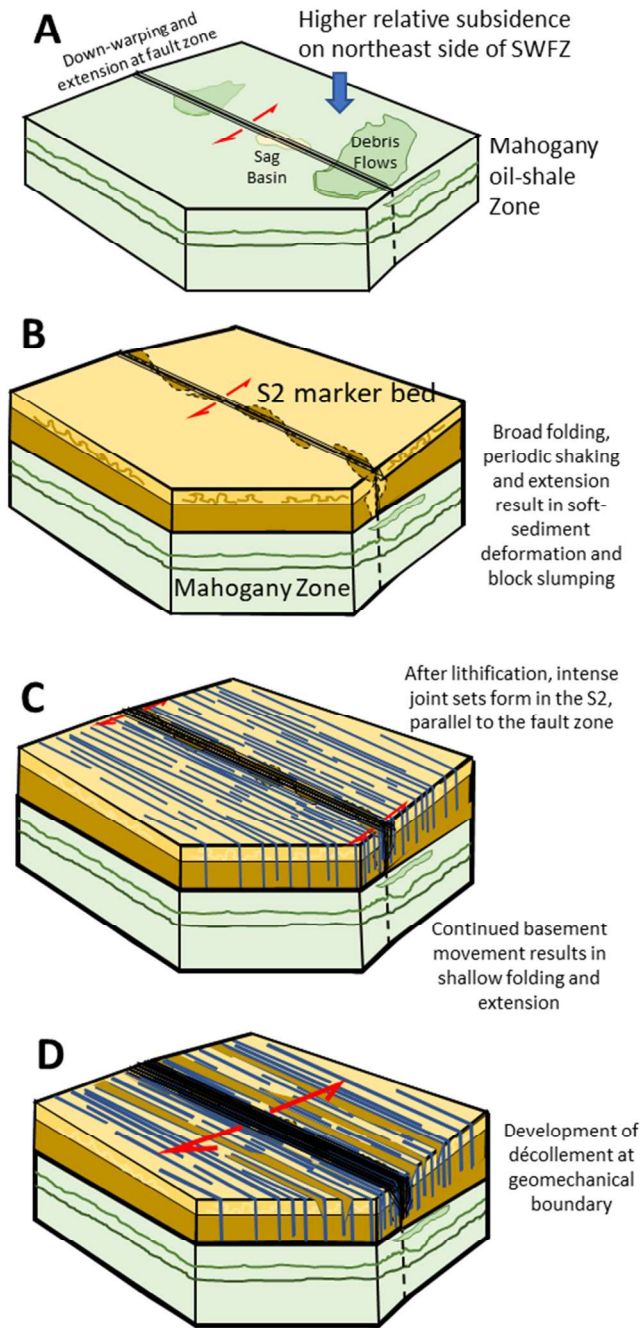 A
Down-warping and
extension at fault zone
Higher relative subsidence
on northeast side of SWFZ
Debris
Flows
Sag
Basin
Mahogany
oil-shale
Zone
B
S2 marker bed
Broad folding,
periodic shaking
and extension
result in soft-
sediment
deformation and
block slumping
Mahogany Zone
C
After lithification, intense
joint sets form in the S2,
parallel to the fault zone
Continued basement
movement results in
shallow folding and
extension
D
Development of
décollement at
geomechanical
boundary